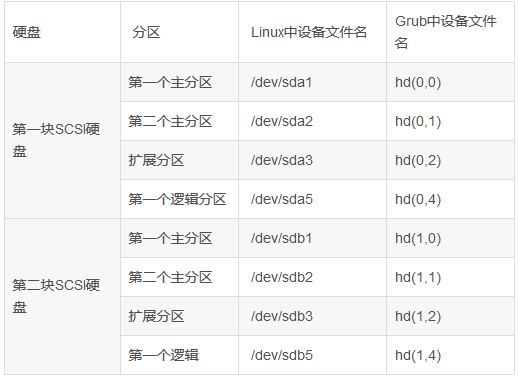 硬盘 分区 Linux中设备文件名 Grub中设备文件
名
第一块SCSI硬
盘
第一个主分区 /dev/sda1 hd(0,0)
第二个主分区 /dev/sda2 hd(0,1)
扩展分区 /dev/sda3 hd(0,2)
第一个逻辑分区 /dev/sda5 hd(0,4)
第二块SCSI硬
盘
第一个主分区 /dev/sdb1 hd(1,0)
第二个主分区 /dev/sdb2 hd(1,1)
扩展分区 /dev/sdb3 hd(1,2)
第一个逻辑 /dev/sdb5 hd(1,4)